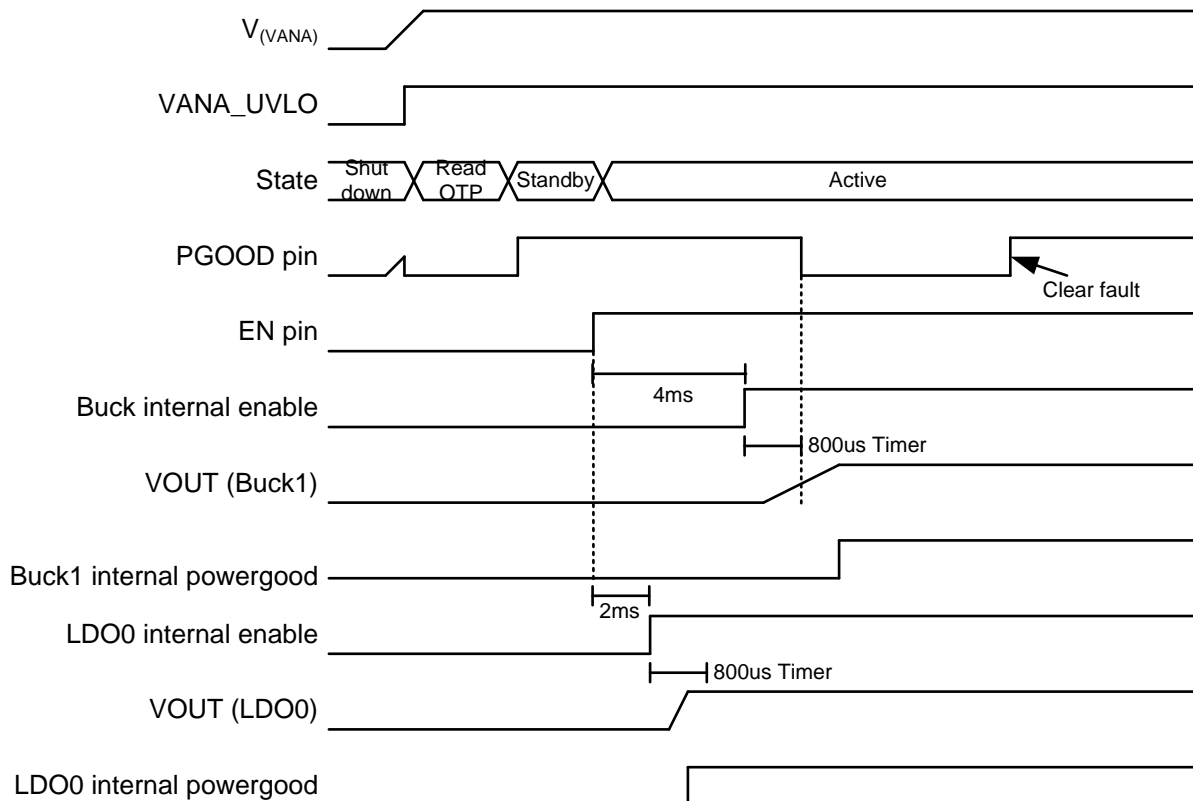 V(VANA)
VANA_UVLO
State
Shut
down
Read
OTP
Standby
Active
PGOOD pin
Clear fault
EN pin
4ms
Buck internal enable
800us Timer
VOUT (Buck1)
Buck1 internal powergood
2ms
LDO0 internal enable
800us Timer
VOUT (LDO0)
LDO0 internal powergood